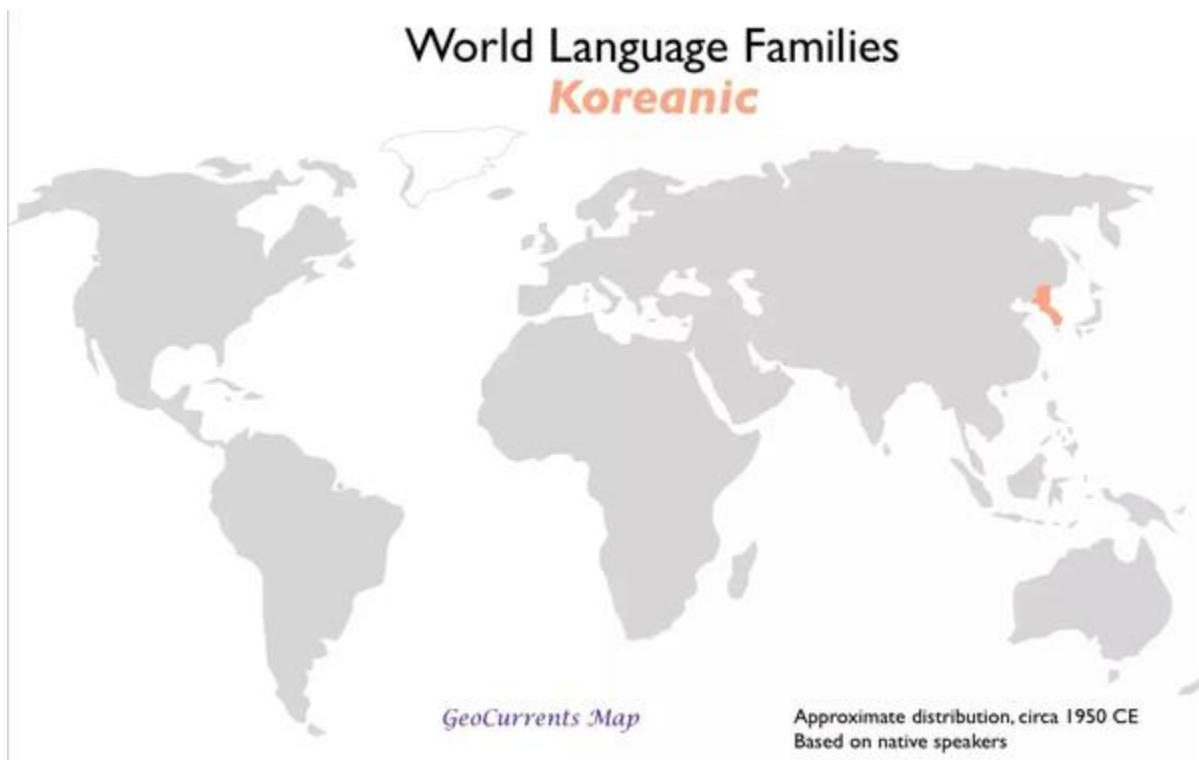 World Language Families
Koreanic
GeoCurrents Map
Approximate distribution, circa 1950 CE
Based on native speakers